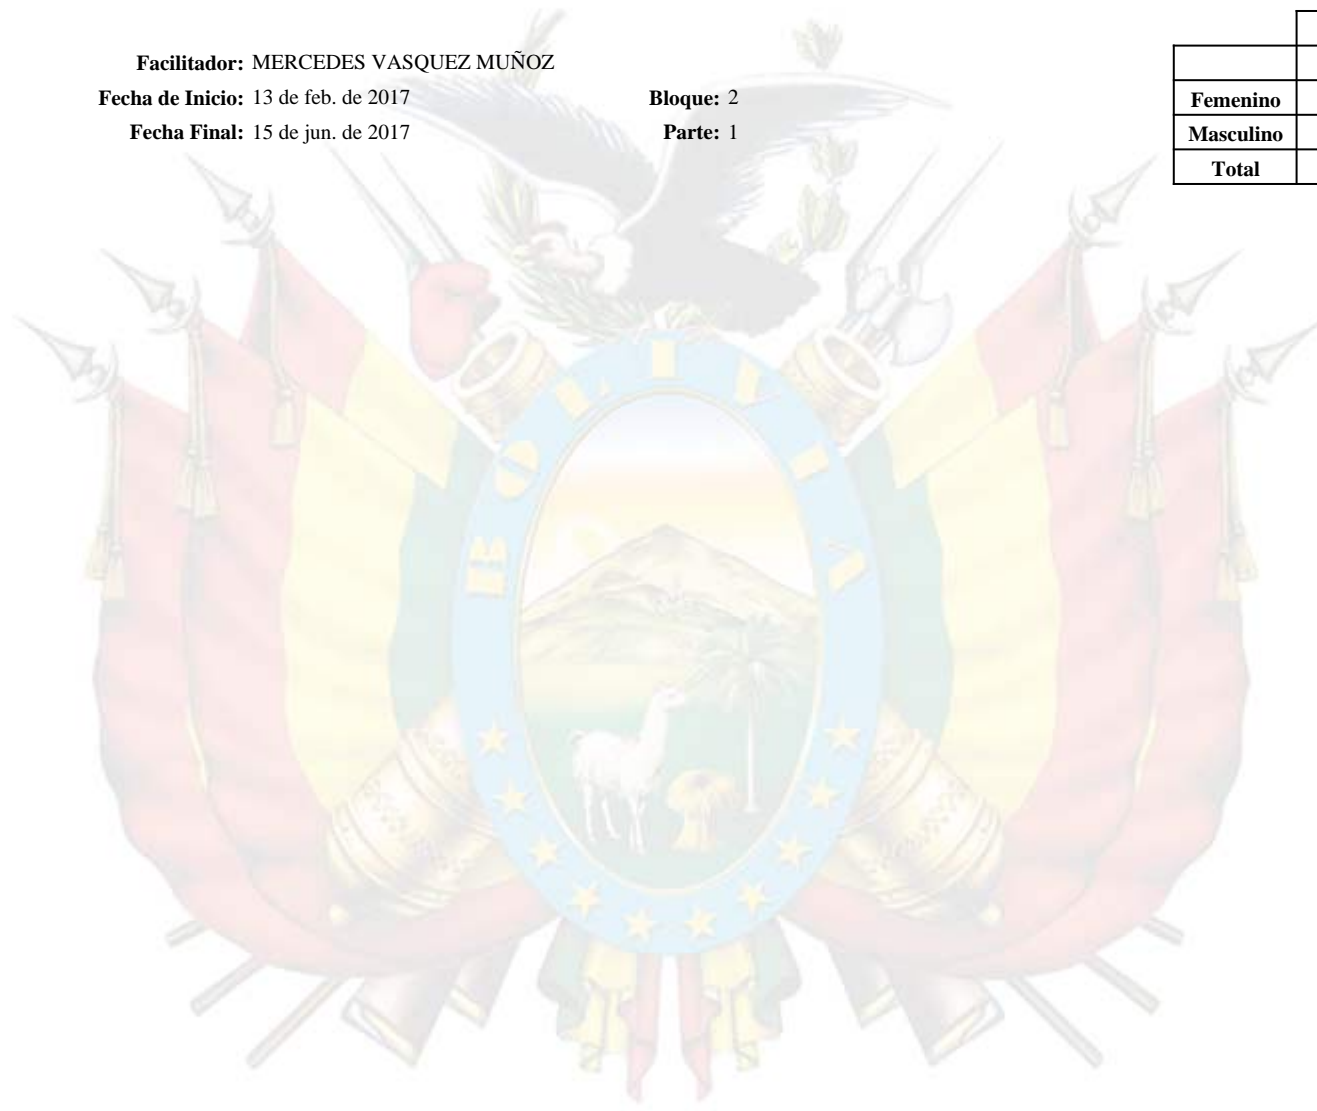 Facilitador: MERCEDES VASQUEZ MUÑOZ
Fecha de Inicio: 13 de feb. de 2017 Bloque: 2
Fecha Final: 15 de jun. de 2017 Parte: 1
Femenino
Masculino
Total
BOLIVIA